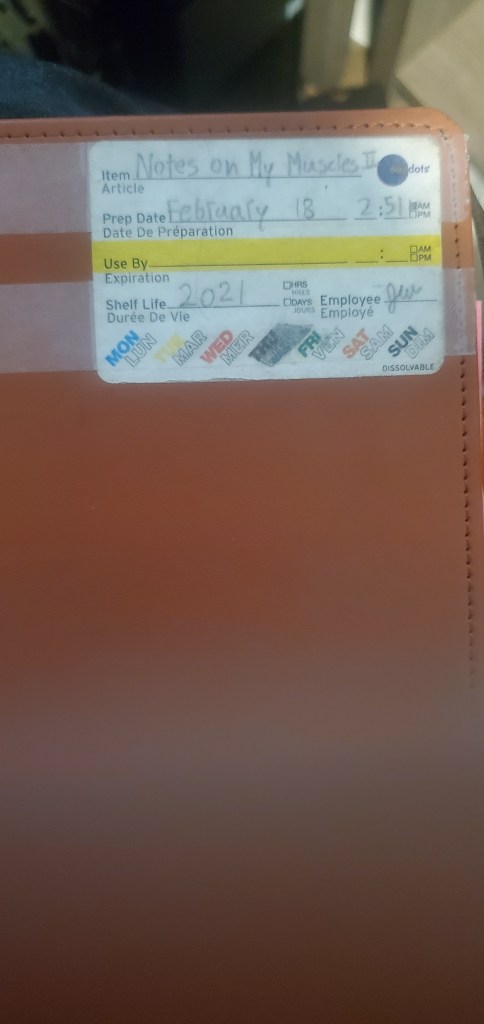 Item Notes on My Muscles II dots®
Article
Prep Date February 18 2:51 AM
PM
Date De Préparation
Use By : AM
PM
Expiration
Shelf Life 2021 HRS
HRES
DAYS
JOURS
Employee
Durée De Vie
Employé
MON LUN TUE MAR WED MER THU FRI VEN SAT SAM SUN DIM
DISSOLVABLE